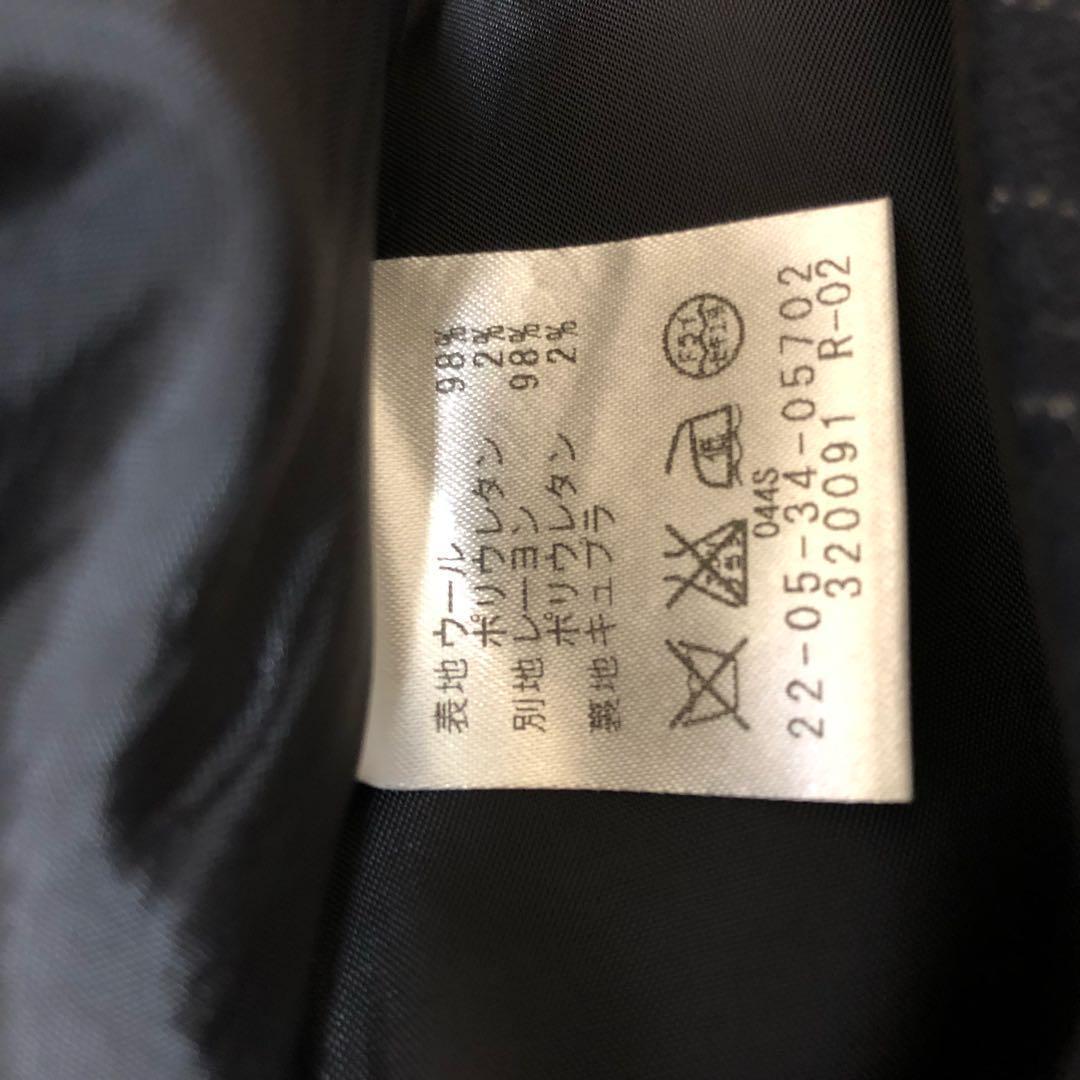 表地 ウール 98%
ポリウレタン 2%
別地 レーヨン 98%
ポリウレタン 2%
裏地 キュプラ
044S
22-05-34-05702
320091 R-02